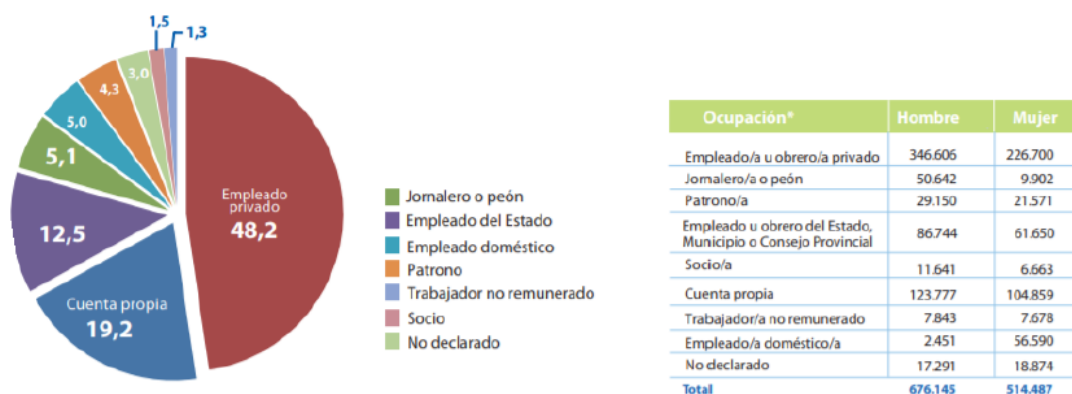 1,5
1,3
3,0
4,3
5,0
5,1
12,5
Cuenta propia
19,2
Empleado
privado
48,2
Jornalero o peón
Empleado del Estado
Empleado doméstico
Patrono
Trabajador no remunerado
Socio
No declarado
Ocupación* Hombre Mujer
Empleado/a u obrero/a privado 346.606 226.700
Jornalero/a o peón 50.642 9.902
Patrono/a 29.150 21.571
Empleado u obrero del Estado,
Municipio o Consejo Provincial 86.744 61.650
Socio/a 11.641 6.663
Cuenta propia 123.777 104.859
Trabajador/a no remunerado 7.843 7.678
Empleado/a doméstico/a 2.451 56.590
No declarado 17.291 18.874
Total 676.145 514.487